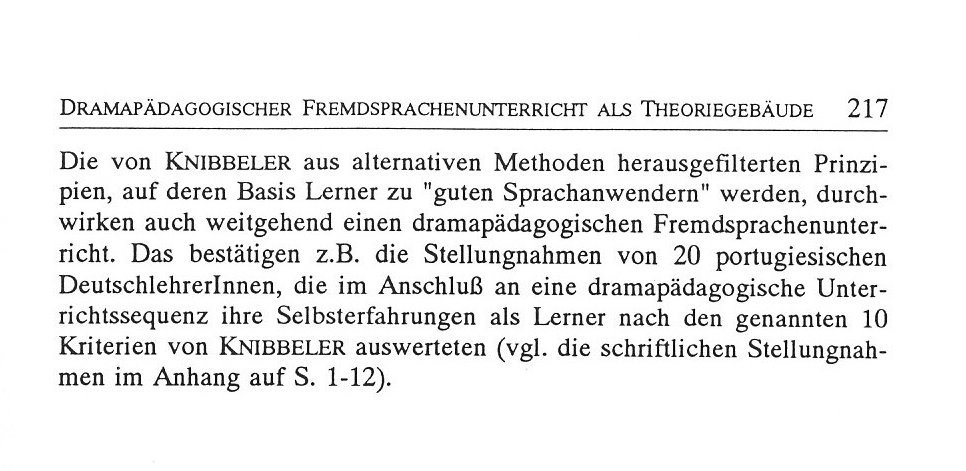 DRAMAPÄDAGOGISCHER FREMDSPRACHENUNTERRICHT ALS THEORIEGEBÄUDE 217
Die von KNIBBELER aus alternativen Methoden herausgefilterten Prinzi-
pien, auf deren Basis Lerner zu "guten Sprachanwendern" werden, durch-
wirken auch weitgehend einen dramapädagogischen Fremdsprachenunter-
richt. Das bestätigen z.B. die Stellungnahmen von 20 portugiesischen
DeutschlehrerInnen, die im Anschluß an eine dramapädagogische Unter-
richtssequenz ihre Selbsterfahrungen als Lerner nach den genannten 10
Kriterien von KNIBBELER auswerteten (vgl. die schriftlichen Stellungnah-
men im Anhang auf S. 1-12).